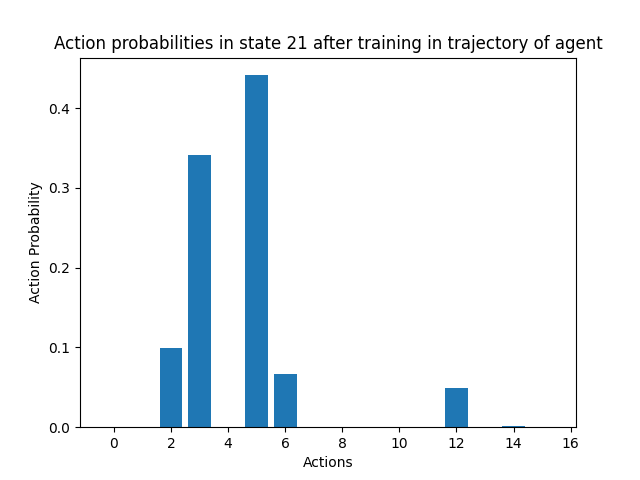 Action probabilities in state 21 after training in trajectory of agent
Action Probability
0.4
0.3
0.2
0.1
0.0
0 2 4 6 8 10 12 14 16
Actions